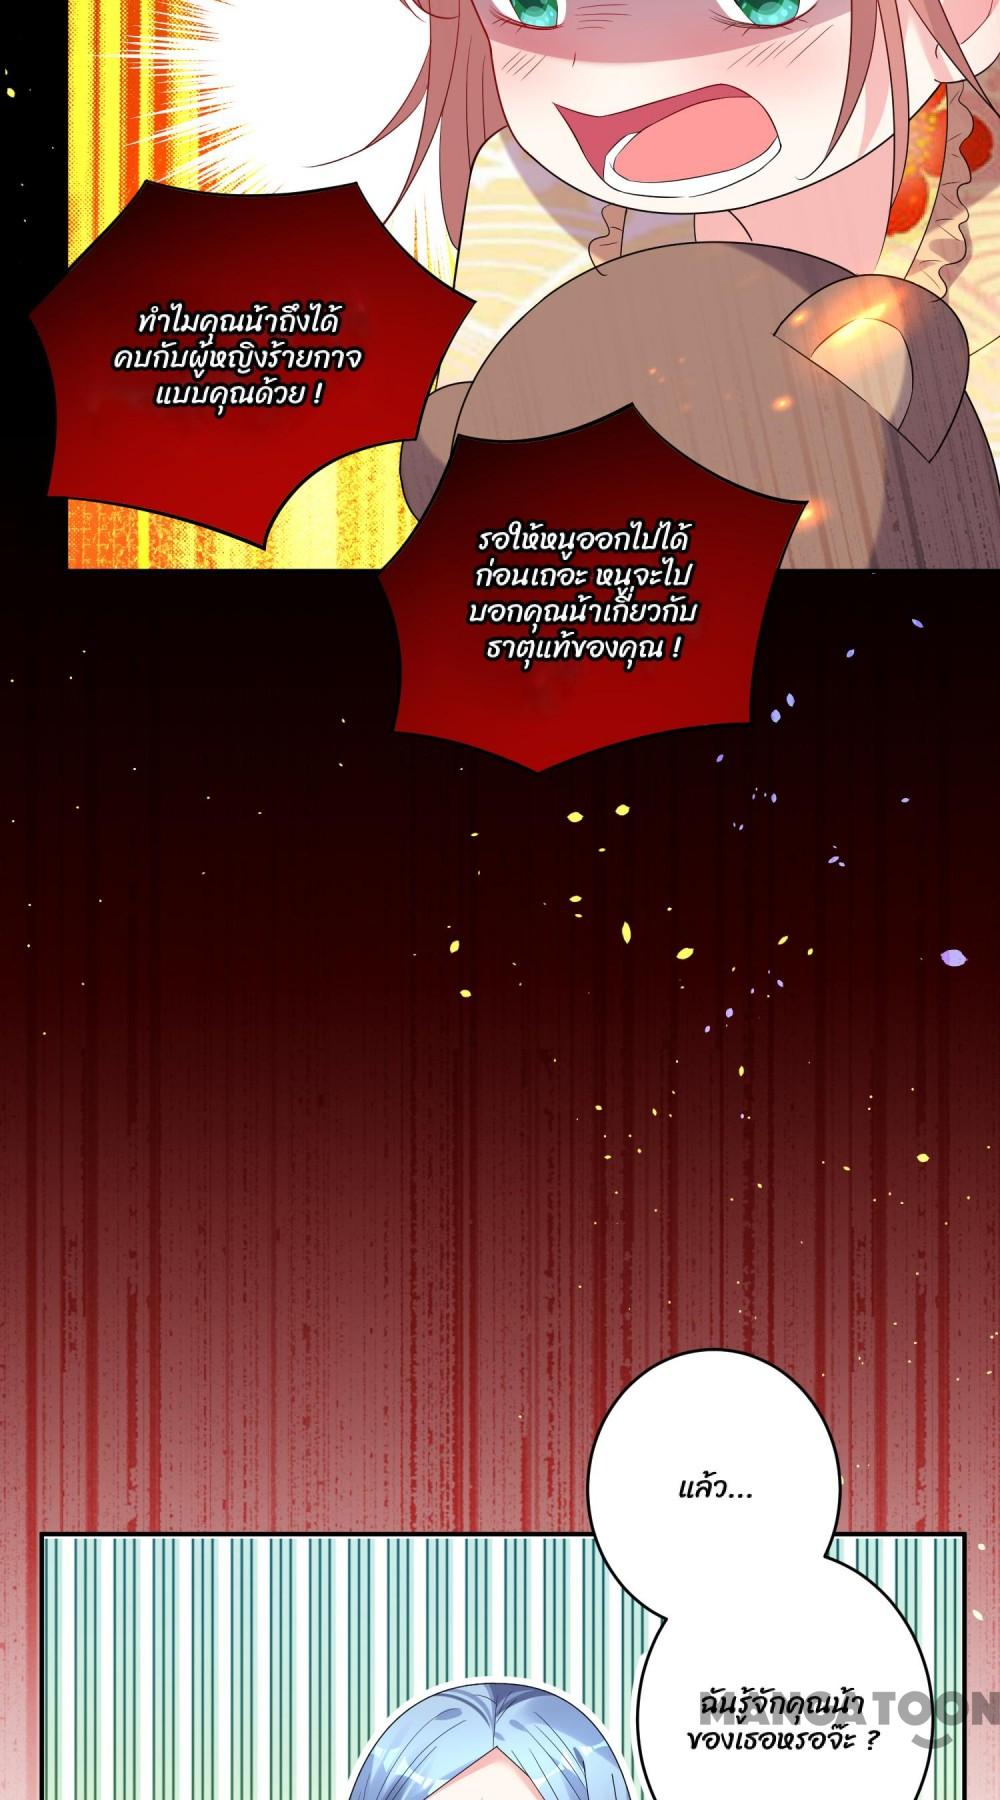 ทำไมคุณน้าถึงได้
คบกับผู้หญิงร้ายกาจ
แบบคุณด้วย !
รอให้หนูออกไปได้
ก่อนเถอะ หนูจะไป
บอกคุณน้าเกี่ยวกับ
ธาตุแท้ของคุณ !
แล้ว...
ฉันรู้จักคุณน้า
ของเธอหรอจ๊ะ ?
MANGATOON